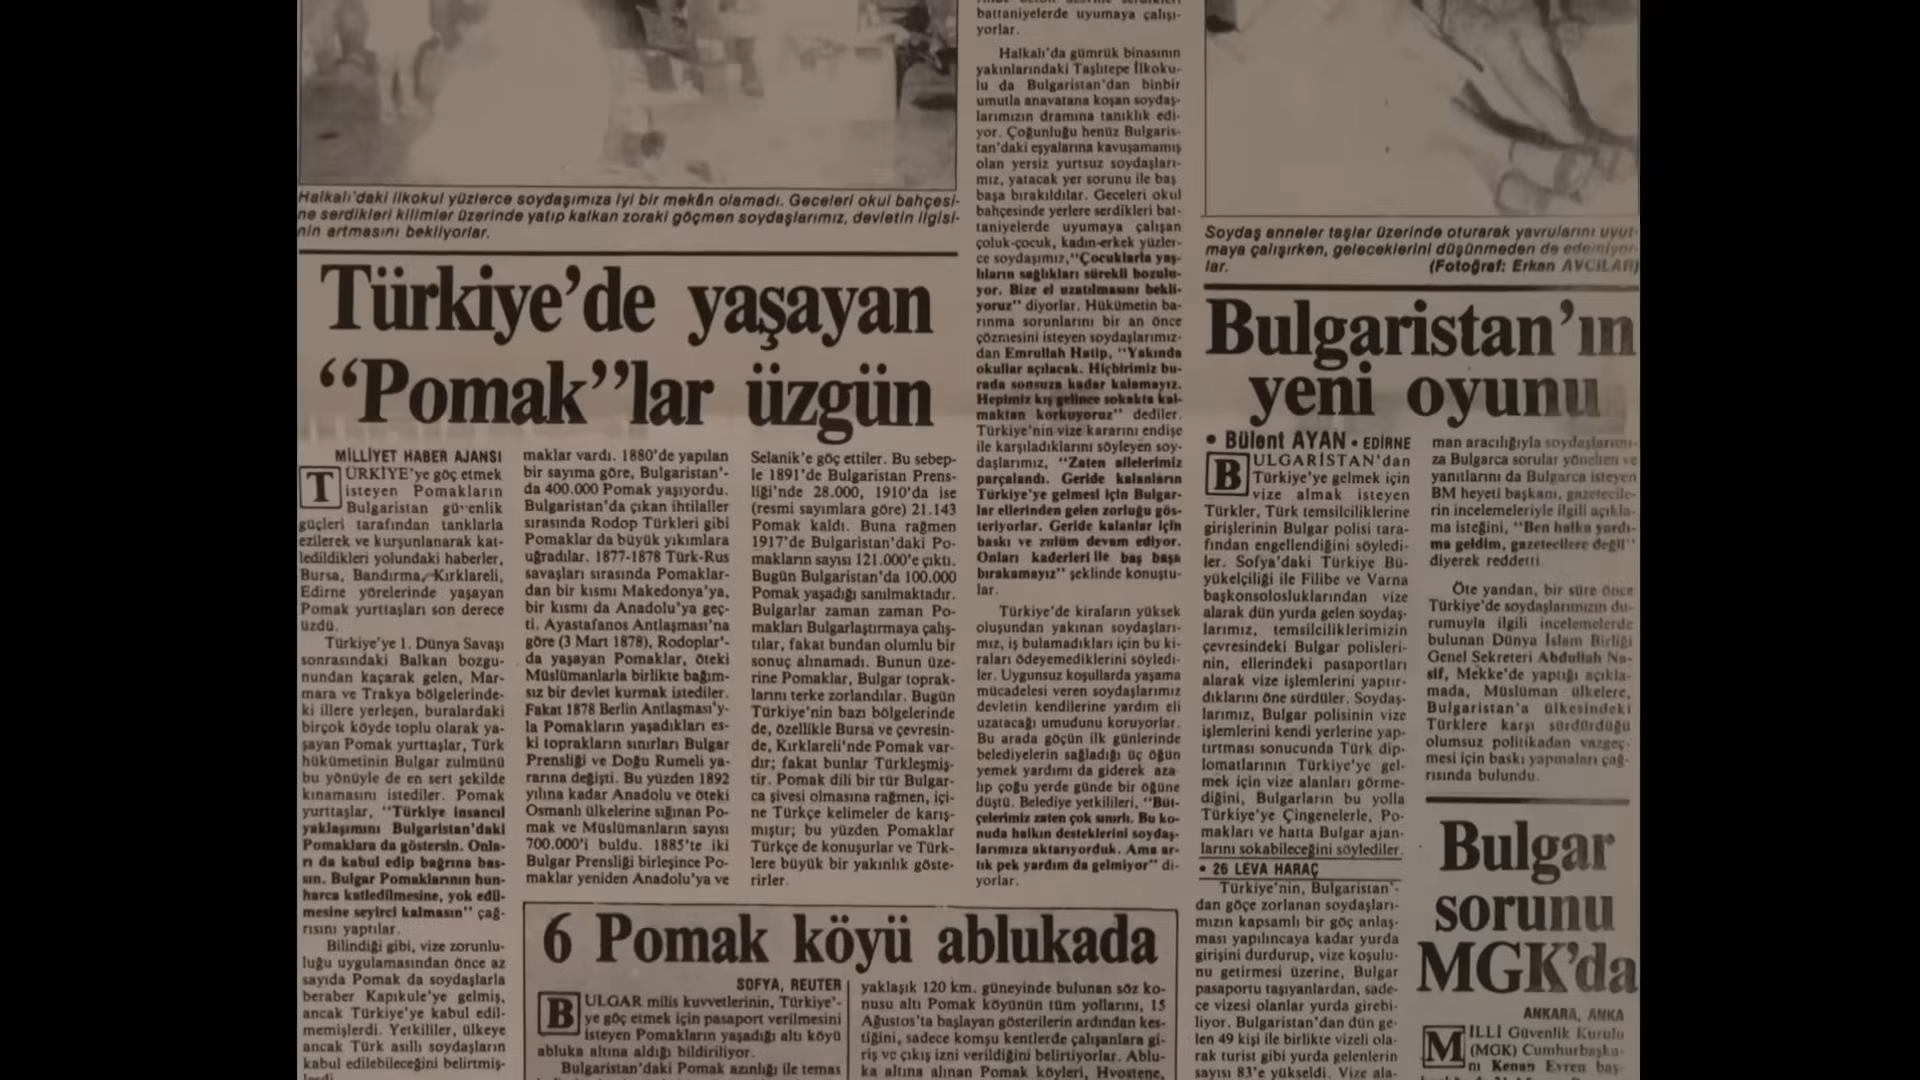 battaniyelerde uyumaya çalışı-
yorlar.
Halkalı'da gümrük binasının
yakınlarındaki Taşlıtepe İlkoku-
lu da Bulgaristan'dan binbir
umutla anavatana koşan soydaş-
larımızın dramına tanıklık edi-
yor. Çoğunluğu henüz Bulgaris-
tan'daki eşyalarına kavuşamamış
olan yersiz yurtsuz soydaşları-
mız, yatacak yer sorunu ile baş
başa bırakıldılar. Geceleri okul
bahçesinde yerlere serdikleri bat-
taniyelerde uyumaya çalışan
çoluk-çocuk, kadın-erkek yüzler-
ce soydaşımız, "Çocuklarla yaş-
lıların sağlıkları sürekli bozulu-
yor. Bize el uzatılmasını bekli-
yoruz" diyorlar. Hükümetin ba-
rınma sorunlarını bir an önce
çözmesini isteyen soydaşlarımız-
dan Emrullah Hatip, "Yakında
okullar açılacak. Hiçbirimiz bu-
rada sonsuza kadar kalamayız.
Hepimiz kış gelince sokakta kal-
maktan korkuyoruz" dediler.
Türkiye'nin vize kararını endişe
ile karşıladıklarını söyleyen soy-
daşlarımız, "Zaten ailelerimiz
parçalandı. Geride kalanların
Türkiye'ye gelmesi için Bulgar-
lar ellerinden gelen zorluğu gös-
teriyorlar. Geride kalanlar için
baskı ve zulüm devam ediyor.
Onları kaderleri ile baş başa
bırakamayız" şeklinde konuştu-
lar.
Türkiye'de kiraların yüksek
oluşundan yakınan soydaşları-
mız, iş bulamadıkları için bu ki-
raları ödeyemediklerini söyledi-
ler. Uygunsuz koşullarda yaşama
mücadelesi veren soydaşlarımız
devletin kendilerine yardım eli
uzatacağı umudunu koruyorlar.
Bu arada göçün ilk günlerinde
belediyelerin sağladığı üç öğün
yemek yardımı da giderek aza-
lıp çoğu yerde günde bir öğüne
düştü. Belediye yetkilileri, "Büt-
çelerimiz zaten çok sınırlı. Bu ko-
nuda halkın desteklerini soydaş-
larımıza aktarıyorduk. Ama ar-
tık pek yardım da gelmiyor" di-
yorlar.
Halkalı'daki ilkokul yüzlerce soydaşımıza iyi bir mekân olamadı. Geceleri okul bahçesi-
ne serdikleri kilimler üzerinde yatıp kalkan zoraki göçmen soydaşlarımız, devletin ilgisi-
nin artmasını bekliyorlar.
Türkiye'de yaşayan
"Pomak"lar üzgün
MİLLİYET HABER AJANSI
TÜRKİYE'ye göç etmek
isteyen Pomakların
Bulgaristan güvenlik
güçleri tarafından tanklarla
ezilerek ve kurşunlanarak kat-
ledildikleri yolundaki haberler,
Bursa, Bandırma, Kırklareli,
Edirne yörelerinde yaşayan
Pomak yurttaşları son derece
üzdü.
Türkiye'ye 1. Dünya Savaşı
sonrasındaki Balkan bozgu-
nundan kaçarak gelen, Mar-
mara ve Trakya bölgelerinde-
ki illere yerleşen, buralardaki
birçok köyde toplu olarak ya-
şayan Pomak yurttaşlar, Türk
hükümetinin Bulgar zulmünü
bu yönüyle de en sert şekilde
kınamasını istediler. Pomak
yurttaşlar, "Türkiye insancıl
yaklaşımını Bulgaristan'daki
Pomaklara da göstersin. Onla-
rı da kabul edip bağrına bas-
sın. Bulgar Pomaklarının hun-
harca katledilmesine, yok edil-
mesine seyirci kalmasın" çağ-
rısını yaptılar.
Bilindiği gibi, vize zorunlu-
luğu uygulamasından önce az
sayıda Pomak da soydaşlarla
beraber Kapıkule'ye gelmiş,
ancak Türkiye'ye kabul edil-
memişlerdi. Yetkililer, ülkeye
ancak Türk asıllı soydaşların
kabul edilebileceğini belirtmiş-
lerdi.
maklar vardı. 1880'de yapılan
bir sayıma göre, Bulgaristan'-
da 400.000 Pomak yaşıyordu.
Bulgaristan'da çıkan ihtilaller
sırasında Rodop Türkleri gibi
Pomaklar da büyük yıkımlara
uğradılar. 1877-1878 Türk-Rus
savaşları sırasında Pomaklar-
dan bir kısmı Makedonya'ya,
bir kısmı da Anadolu'ya geç-
ti. Ayastafanos Antlaşması'na
göre (3 Mart 1878), Rodoplar'-
da yaşayan Pomaklar, öteki
Müslümanlarla birlikte bağım-
sız bir devlet kurmak istediler.
Fakat 1878 Berlin Antlaşması'y-
la Pomakların yaşadıkları es-
ki toprakların sınırları Bulgar
Prensliği ve Doğu Rumeli ya-
rarına değişti. Bu yüzden 1892
yılına kadar Anadolu ve öteki
Osmanlı ülkelerine sığınan Po-
mak ve Müslümanların sayısı
700.000'i buldu. 1885'te iki
Bulgar Prensliği birleşince Po-
maklar yeniden Anadolu'ya ve
Selanik'e göç ettiler. Bu sebep-
le 1891'de Bulgaristan Prens-
liği'nde 28.000, 1910'da ise
(resmi sayımlara göre) 21.143
Pomak kaldı. Buna rağmen
1917'de Bulgaristan'daki Po-
makların sayısı 121.000'e çıktı.
Bugün Bulgaristan'da 100.000
Pomak yaşadığı sanılmaktadır.
Bulgarlar zaman zaman Po-
makları Bulgarlaştırmaya çalış-
tılar, fakat bundan olumlu bir
sonuç alınamadı. Bunun üze-
rine Pomaklar, Bulgar toprak-
larını terke zorlandılar. Bugün
Türkiye'nin bazı bölgelerinde
de, özellikle Bursa ve çevresin-
de, Kırklareli'nde Pomak var-
dır; fakat bunlar Türkleşmiş-
tir. Pomak dili bir tür Bulgar-
ca şivesi olmasına rağmen, içi-
ne Türkçe kelimeler de karış-
mıştır; bu yüzden Pomaklar
Türkçe de konuşurlar ve Türk-
lere büyük bir yakınlık göste-
rirler.
6 Pomak köyü ablukada
SOFYA, REUTER
BULGAR milis kuvvetlerinin, Türkiye'-
ye göç etmek için pasaport verilmesini
isteyen Pomakların yaşadığı altı köyü
abluka altına aldığı bildiriliyor.
Bulgaristan'daki Pomak azınlığı ile temas
yaklaşık 120 km. güneyinde bulunan söz ko-
nusu altı Pomak köyünün tüm yollarını, 15
Ağustos'ta başlayan gösterilerin ardından kes-
tiğini, sadece komşu kentlerde çalışanlara gi-
riş ve çıkış izni verildiğini belirtiyorlar. Ablu-
ka altına alınan Pomak köyleri, Hvostene,
Soydaş anneler taşlar üzerinde oturarak yavrularını uyut-
maya çalışırken, geleceklerini düşünmeden de edemiyor-
lar.
(Fotoğraf: Erkan AVCILAR)
Bulgaristan'ın
yeni oyunu
• Bülent AYAN • EDİRNE
BULGARİSTAN'dan
Türkiye'ye gelmek için
vize almak isteyen
Türkler, Türk temsilciliklerine
girişlerinin Bulgar polisi tara-
fından engellendiğini söyledi-
ler. Sofya'daki Türkiye Bü-
yükelçiliği ile Filibe ve Varna
başkonsolosluklarından vize
alarak dün yurda gelen soydaş-
larımız, temsilciliklerimizin
çevresindeki Bulgar polisleri-
nin, ellerindeki pasaportları
alarak vize işlemlerini yaptır-
dıklarını öne sürdüler. Soydaş-
larımız, Bulgar polisinin vize
işlemlerini kendi yerlerine yap-
tırtması sonucunda Türk dip-
lomatlarının Türkiye'ye gel-
mek için vize alanları görme-
diğini, Bulgarların bu yolla
Türkiye'ye Çingenelerle, Po-
makları ve hatta Bulgar ajan-
larını sokabileceğini söylediler.
• 26 LEVA HARAÇ
Türkiye'nin, Bulgaristan'-
dan göçe zorlanan soydaşları-
mızın kapsamlı bir göç anlaş-
ması yapılıncaya kadar yurda
girişini durdurup, vize koşulu-
nu getirmesi üzerine, Bulgar
pasaportu taşıyanlardan, sade-
ce vizesi olanlar yurda girebi-
liyor. Bulgaristan'dan dün ge-
len 49 kişi ile birlikte vizeli ola-
rak turist gibi yurda gelenlerin
sayısı 83'e yükseldi. Vize ala-
man aracılığıyla soydaşlarımı-
za Bulgarca sorular yönelten ve
yanıtlarını da Bulgarca isteyen
BM heyeti başkanı, gazetecile-
rin incelemeleriyle ilgili açıkla-
ma isteğini, "Ben halka yardı-
ma geldim, gazetecilere değil"
diyerek reddetti.
Öte yandan, bir süre önce
Türkiye'de soydaşlarımızın du-
rumuyla ilgili incelemelerde
bulunan Dünya İslam Birliği
Genel Sekreteri Abdullah Na-
sif, Mekke'de yaptığı açıkla-
mada, Müslüman ülkelere,
Bulgaristan'a ülkesindeki
Türklere karşı sürdürdüğü
olumsuz politikadan vazgeç-
mesi için baskı yapmaları çağ-
rısında bulundu.
Bulgar
sorunu
MGK'da
ANKARA, ANKA
MİLLİ Güvenlik Kurulu
(MGK) Cumhurbaşka-
nı Kenan Evren baş-